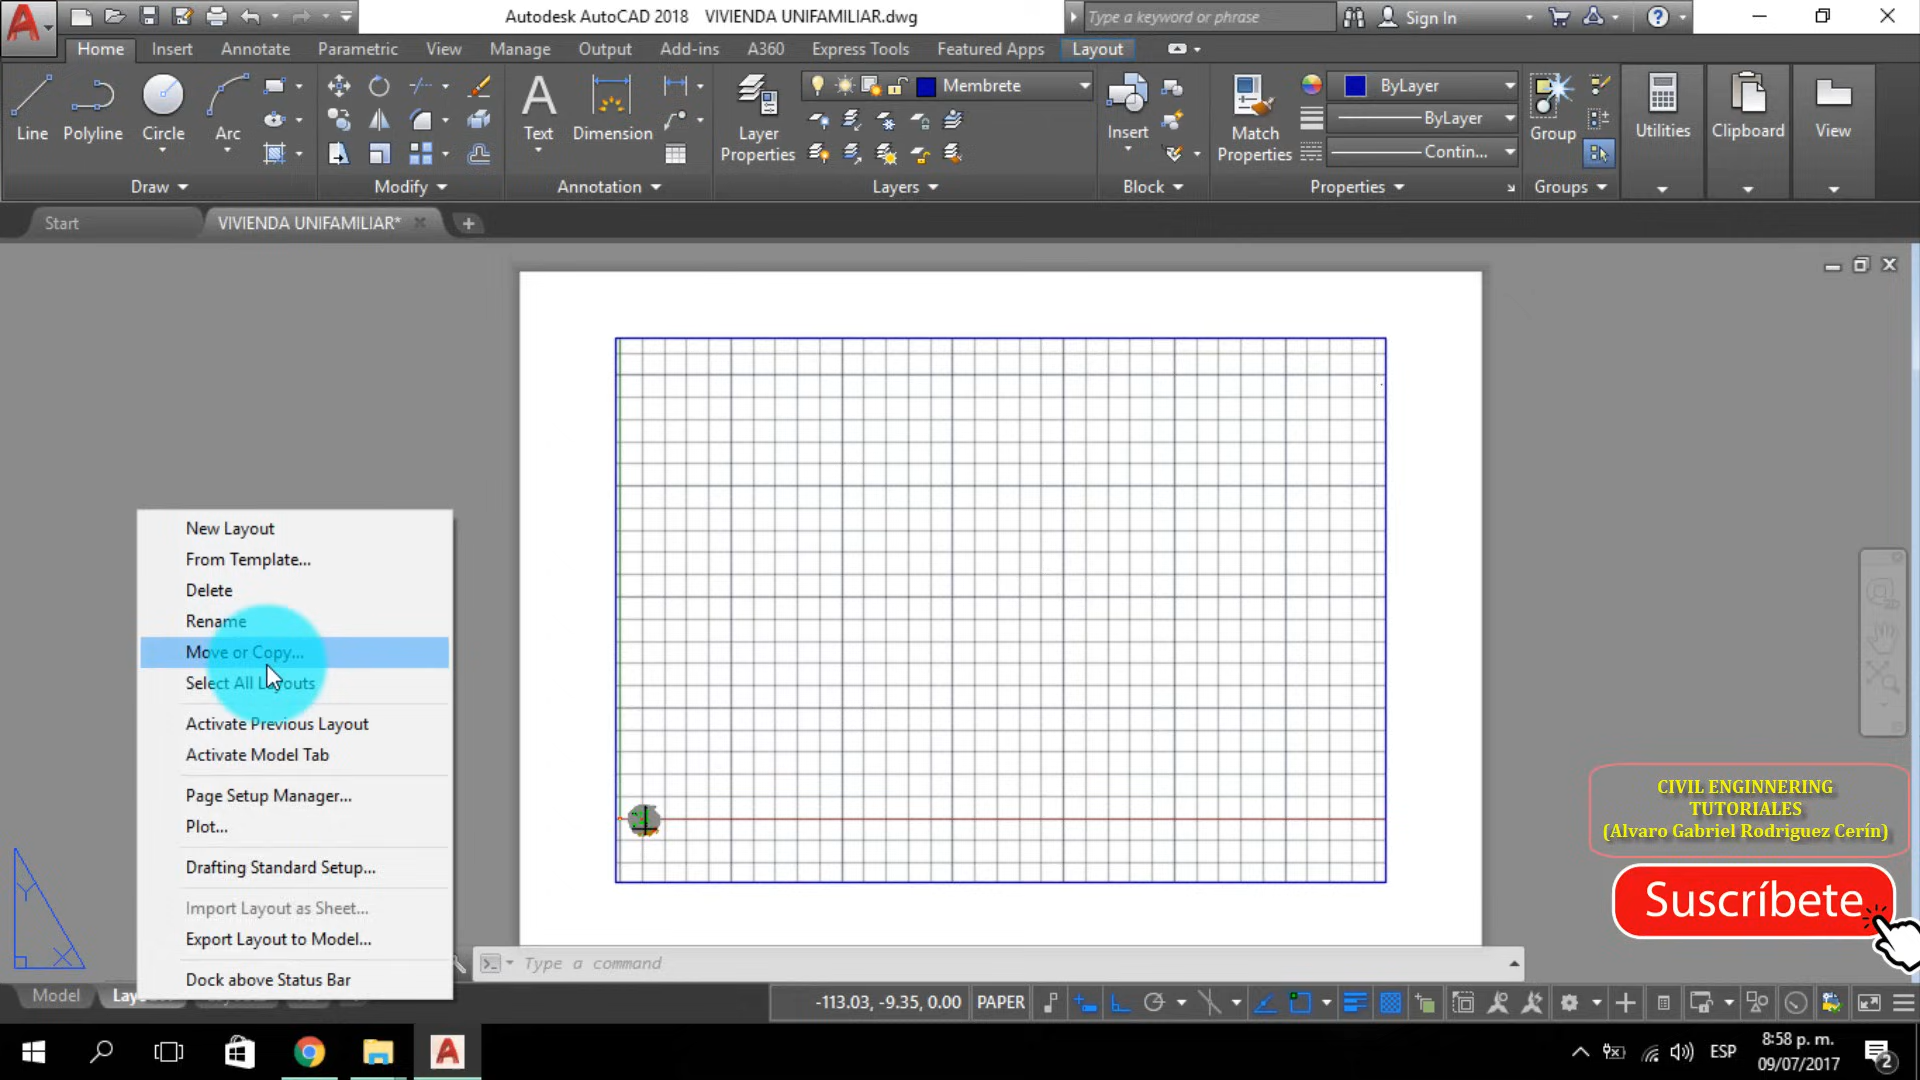 Autodesk AutoCAD 2018 VIVIENDA UNIFAMILIAR.dwg
Type a keyword or phrase
Sign In
Home Insert Annotate Parametric View Manage Output Add-ins A360 Express Tools Featured Apps Layout
Line Polyline Circle Arc
Text Dimension
Layer Properties
Membrete
Insert
Match Properties
ByLayer
ByLayer
Contin...
Group
Utilities Clipboard View
Draw Modify Annotation Layers Block Properties Groups
Start VIVIENDA UNIFAMILIAR*
New Layout
From Template...
Delete
Rename
Move or Copy...
Select All Layouts
Activate Previous Layout
Activate Model Tab
Page Setup Manager...
Plot...
Drafting Standard Setup...
Import Layout as Sheet...
Export Layout to Model...
Dock above Status Bar
Y
X
CIVIL ENGINNERING
TUTORIALES
(Alvaro Gabriel Rodriguez Cerín)
Suscríbete
Type a command
Model
-113.03, -9.35, 0.00 PAPER
ESP
8:58 p. m.
09/07/2017
2